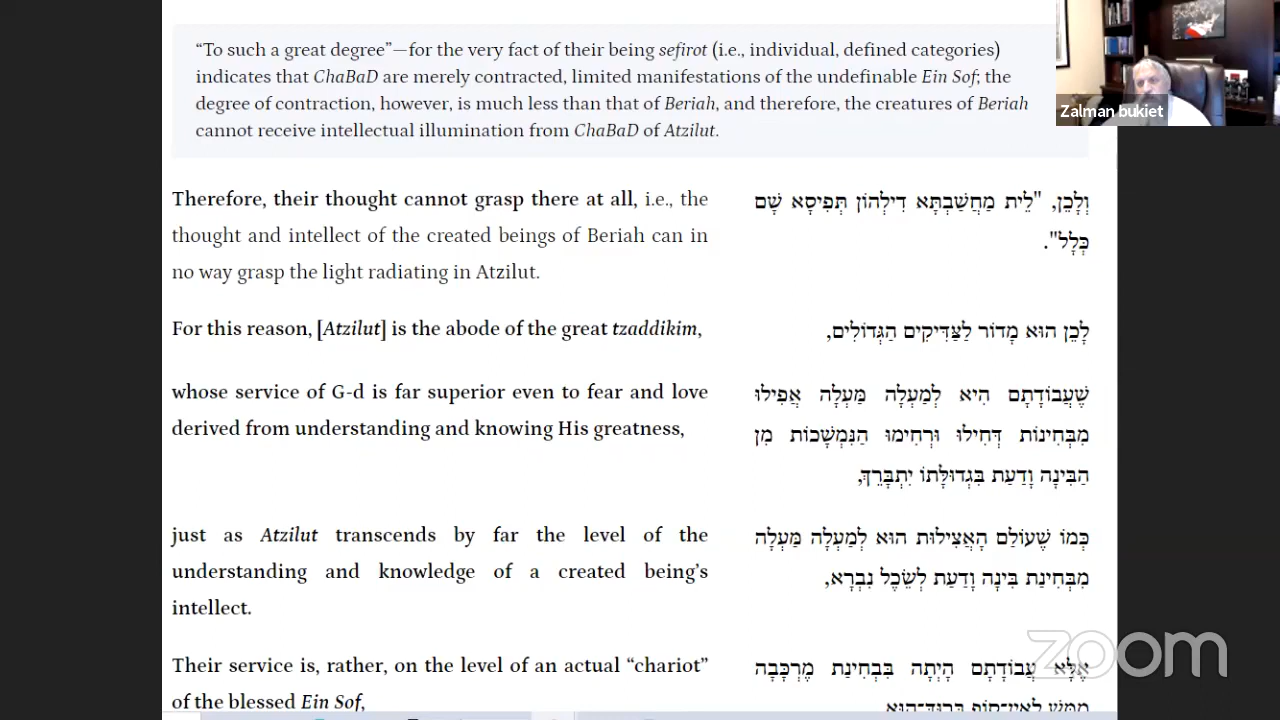 “To such a great degree”—for the very fact of their being sefirot (i.e., individual, defined categories)
indicates that ChaBaD are merely contracted, limited manifestations of the undefinable Ein Sof; the
degree of contraction, however, is much less than that of Beriah, and therefore, the creatures of Beriah
cannot receive intellectual illumination from ChaBaD of Atzilut.
Zalman bukiet
Therefore, their thought cannot grasp there at all, i.e., the
thought and intellect of the created beings of Beriah can in
no way grasp the light radiating in Atzilut.
וְלָכֵן, "לֵית מַחֲשַׁבְתָּא דִילְהוֹן תְּפִיסָא שָׁם
כְּלָל".
For this reason, [Atzilut] is the abode of the great tzaddikim,
לָכֵן הוּא מָדוֹר לַצַּדִּיקִים הַגְּדוֹלִים,
whose service of G-d is far superior even to fear and love
derived from understanding and knowing His greatness,
שֶׁעֲבוֹדָתָם הִיא לְמַעְלָה מַּעְלָה אֲפִילוּ
מִבְּחִינוֹת דְּחִילוּ וּרְחִימוּ הַנִּמְשָׁכוֹת מִן
הַבִּינָה וָדַעַת בִּגְדוּלָּתוֹ יִתְבָּרֵךְ,
just as Atzilut transcends by far the level of the
understanding and knowledge of a created being’s
intellect.
כְּמוֹ שֶׁעוֹלַם הָאֲצִילוּת הוּא לְמַעְלָה מַּעְלָה
מִבְּחִינַת בִּינָה וָדַעַת לְשֵׂכֶל נִבְרָא,
Their service is, rather, on the level of an actual “chariot”
of the blessed Ein Sof,
אֶלָּא עֲבוֹדָתָם הָיְתָה בִּבְחִינַת מֶרְכָּבָה
מַמָּשׁ לְאֵין־סוֹף בָּרוּךְ־הוּא
zoom